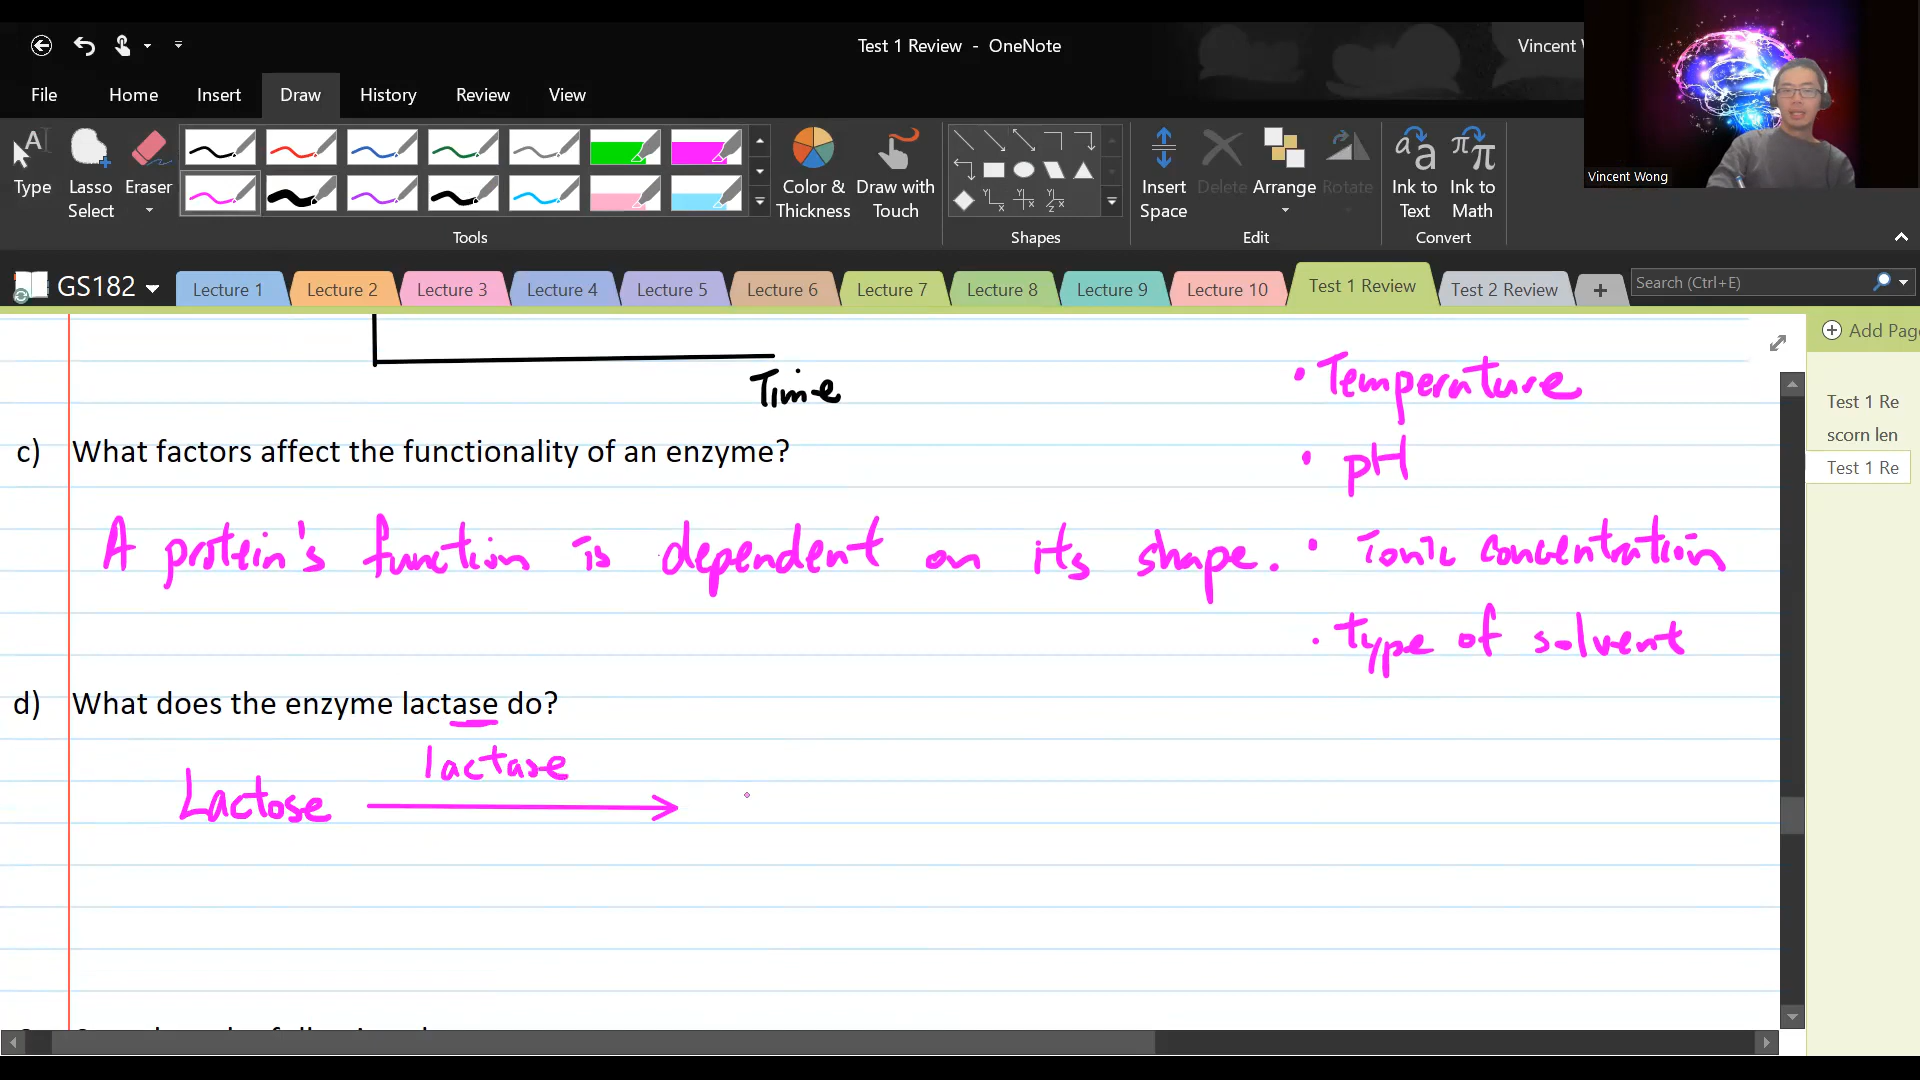 Test 1 Review - OneNote
Vincent W
File Home Insert Draw History Review View
Type
Lasso Select
Eraser
Color & Thickness
Draw with Touch
Insert Space
Delete
Arrange
Rotate
Ink to Text
Ink to Math
Tools
Shapes
Edit
Convert
Vincent Wong
GS182
Lecture 1 Lecture 2 Lecture 3 Lecture 4 Lecture 5 Lecture 6 Lecture 7 Lecture 8 Lecture 9 Lecture 10 Test 1 Review Test 2 Review
Search (Ctrl+E)
Add Pag
Test 1 Re
scorn len
Test 1 Re
Time
• Temperature
c) What factors affect the functionality of an enzyme?
• pH
A protein's function is dependent on its shape.
• ionic concentration
• type of solvent
d) What does the enzyme lactase do?
lactase
Lactose